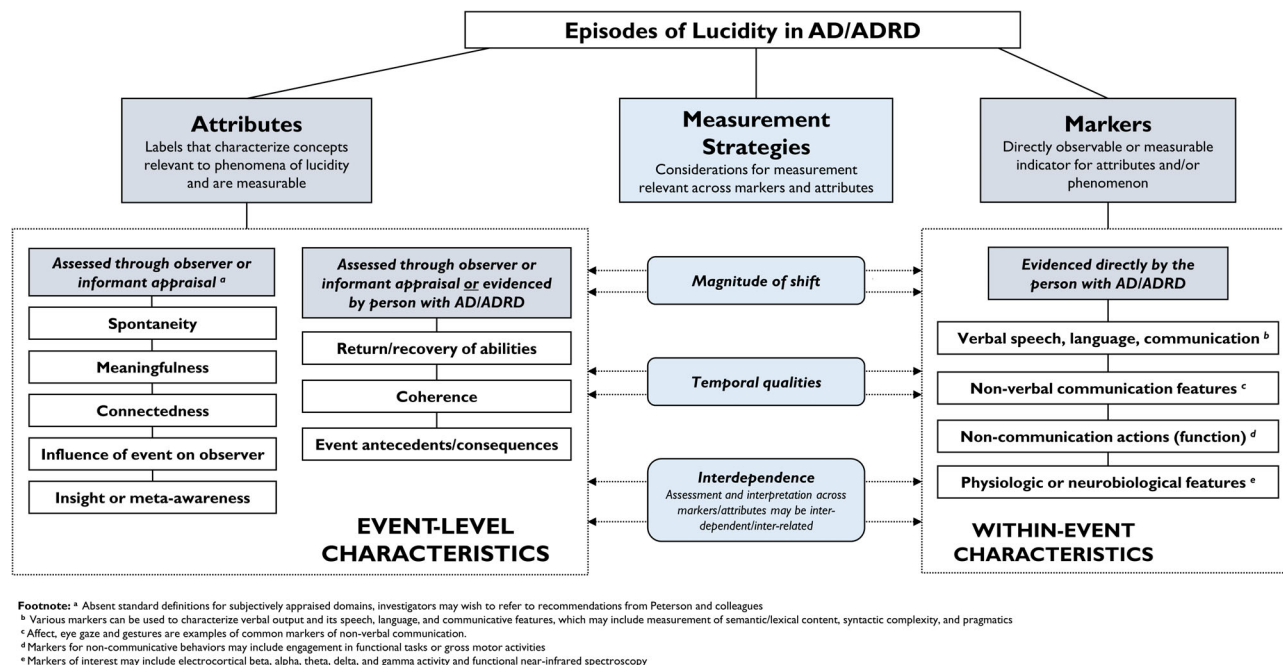 Episodes of Lucidity in AD/ADRD
Attributes
Labels that characterize concepts
relevant to phenomena of lucidity
and are measurable
Measurement
Strategies
Considerations for measurement
relevant across markers and attributes
Markers
Directly observable or measurable
indicator for attributes and/or
phenomenon
Assessed through observer or
informant appraisal a
Spontaneity
Meaningfulness
Connectedness
Influence of event on observer
Insight or meta-awareness
Assessed through observer or
informant appraisal or evidenced
by person with AD/ADRD
Return/recovery of abilities
Coherence
Event antecedents/consequences
EVENT-LEVEL
CHARACTERISTICS
Magnitude of shift
Temporal qualities
Interdependence
Assessment and interpretation across
markers/attributes may be inter-
dependent/inter-related
Evidenced directly by the
person with AD/ADRD
Verbal speech, language, communication b
Non-verbal communication features c
Non-communication actions (function) d
Physiologic or neurobiological features e
WITHIN-EVENT
CHARACTERISTICS
Footnote: a Absent standard definitions for subjectively appraised domains, investigators may wish to refer to recommendations from Peterson and colleagues
b Various markers can be used to characterize verbal output and its speech, language, and communicative features, which may include measurement of semantic/lexical content, syntactic complexity, and pragmatics
c Affect, eye gaze and gestures are examples of common markers of non-verbal communication.
d Markers for non-communicative behaviors may include engagement in functional tasks or gross motor activities
e Markers of interest may include electrocortical beta, alpha, theta, delta, and gamma activity and functional near-infrared spectroscopy